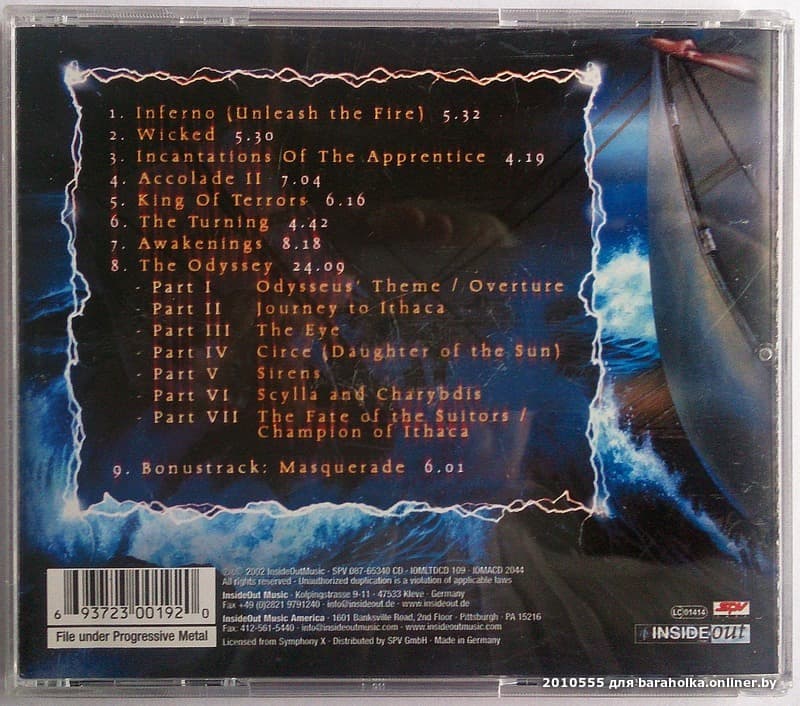 1. Inferno (Unleash the Fire) 5.32
2. Wicked 5.30
3. Incantations Of The Apprentice 4.19
4. Accolade II 7.04
5. King Of Terrors 6.16
6. The Turning 4.42
7. Awakenings 8.18
8. The Odyssey 24.09
- Part I Odysseus' Theme / Overture
- Part II Journey to Ithaca
- Part III The Eye
- Part IV Circe (Daughter of the Sun)
- Part V Sirens
- Part VI Scylla and Charybdis
- Part VII The Fate of the Suitors /
Champion of Ithaca
9. Bonustrack: Masquerade 6.01
℗© 2002 InsideOutMusic · SPV 087-65340 CD · IOMLTDCD 109 · IOMACD 2044
All rights reserved · Unauthorized duplication is a violation of applicable laws
InsideOut Music · Kolpingstrasse 9-11 · 47533 Kleve · Germany
Fax +49 (0)2821 9791240 · info@insideout.de · www.insideout.de
InsideOut Music America · 1601 Banksville Road, 2nd Floor · Pittsburgh · PA 15216
Fax: 412-561-5440 · info@insideoutmusic.com · www.insideoutmusic.com
Licensed from Symphony X · Distributed by SPV GmbH · Made in Germany
6 93723 00192 0
File under Progressive Metal
LC 01414 SPV
INSIDEOUT
2010555 для baraholka.onliner.by